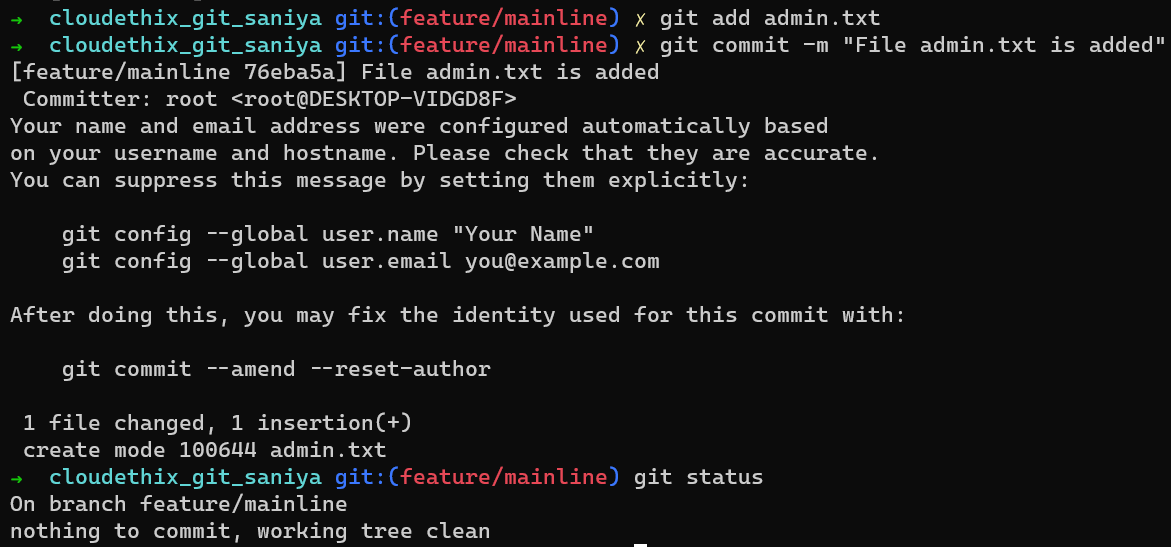 ➜  cloudethix_git_saniya git:(feature/mainline) ✗ git add admin.txt
➜  cloudethix_git_saniya git:(feature/mainline) ✗ git commit -m "File admin.txt is added"
[feature/mainline 76eba5a] File admin.txt is added
 Committer: root <root@DESKTOP-VIDGD8F>
Your name and email address were configured automatically based
on your username and hostname. Please check that they are accurate.
You can suppress this message by setting them explicitly:

    git config --global user.name "Your Name"
    git config --global user.email you@example.com

After doing this, you may fix the identity used for this commit with:

    git commit --amend --reset-author

 1 file changed, 1 insertion(+)
 create mode 100644 admin.txt
➜  cloudethix_git_saniya git:(feature/mainline) git status
On branch feature/mainline
nothing to commit, working tree clean